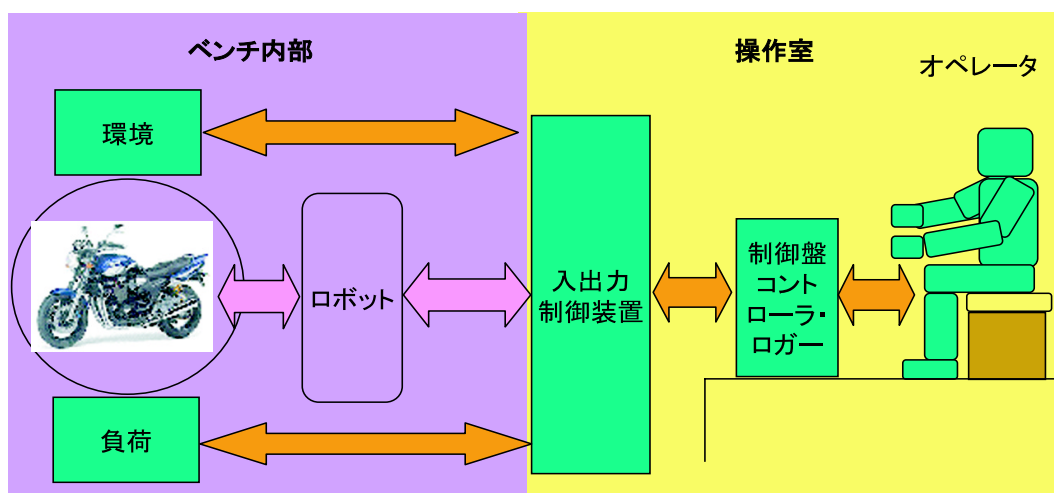 ベンチ内部
操作室
オペレータ
環境
ロボット
負荷
入出力
制御装置
制御盤
コント
ローラ・
ロガー